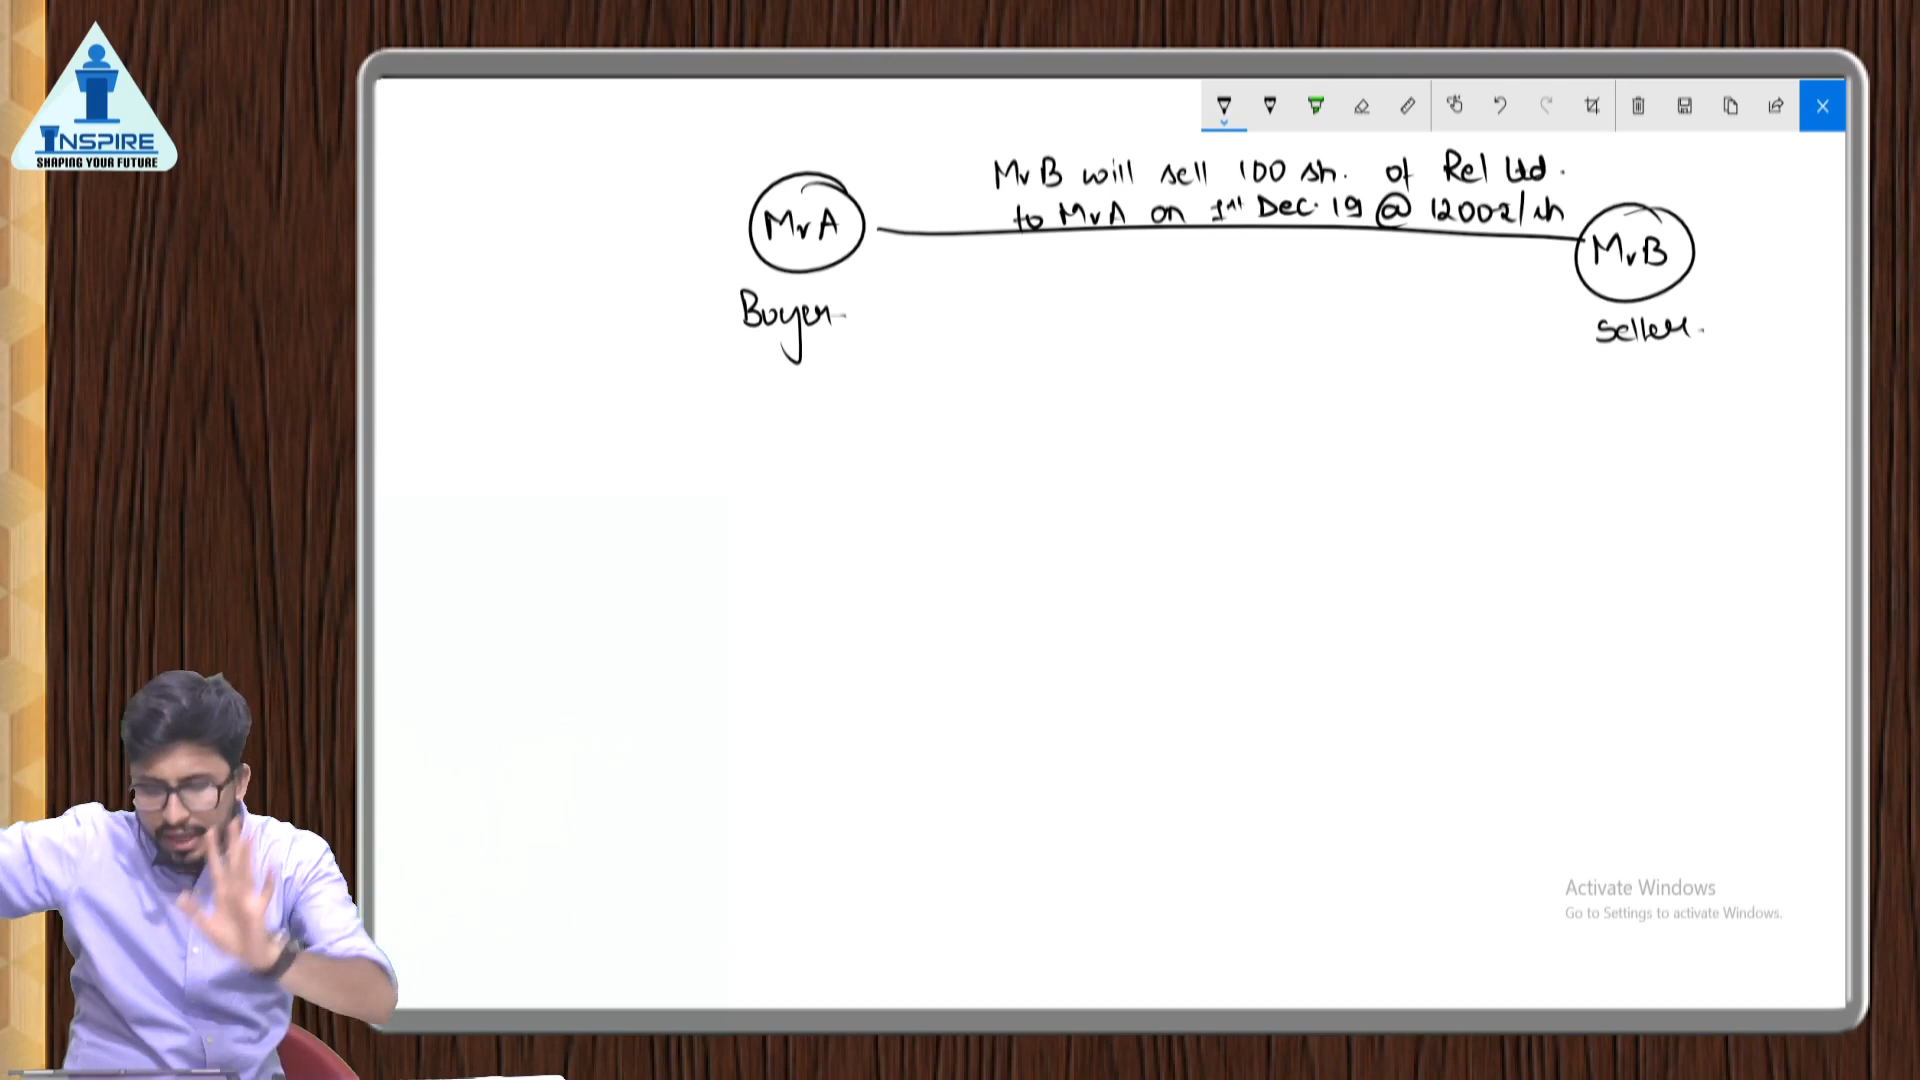 INSPIRE
SHAPING YOUR FUTURE
Mr B will sell 100 sh. of Rel Ltd.
to Mr A on 1st Dec. 19 @ 1200₹/sh
Mr A
Mr B
Buyer
Seller.
Activate Windows
Go to Settings to activate Windows.